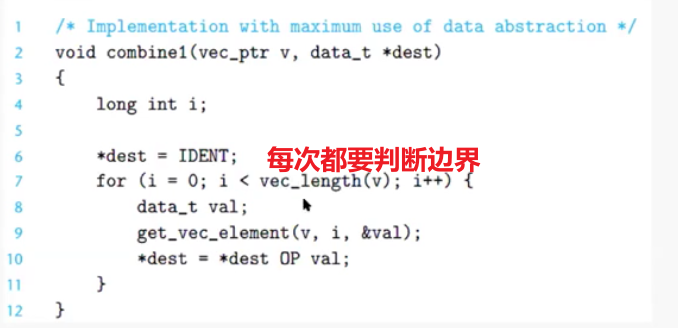 1 /* Implementation with maximum use of data abstraction */
2 void combine1(vec_ptr v, data_t *dest)
3 {
4     long int i;
5
6     *dest = IDENT; 每次都要判断边界
7     for (i = 0; i < vec_length(v); i++) {
8         data_t val;
9         get_vec_element(v, i, &val);
10         *dest = *dest OP val;
11     }
12 }